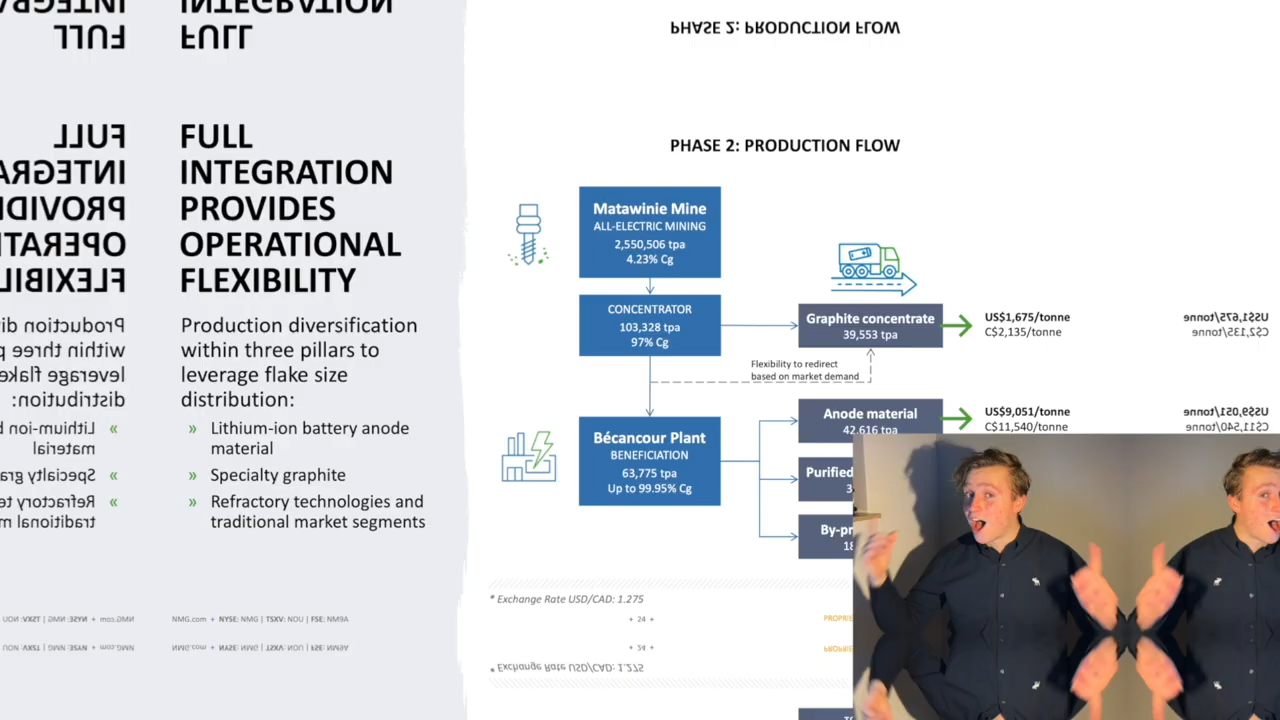 FULL
INTEGRATION
PROVIDES
OPERATIONAL
FLEXIBILITY
Production diversification
within three pillars to
leverage flake size
distribution:
» Lithium-ion battery anode
material
» Specialty graphite
» Refractory technologies and
traditional market segments
NMG.com + NYSE: NMG | TSXV: NOU | FSE: NM9A
PHASE 2: PRODUCTION FLOW
Matawinie Mine
ALL-ELECTRIC MINING
2,550,506 tpa
4.23% Cg
CONCENTRATOR
103,328 tpa
97% Cg
Graphite concentrate
39,553 tpa
US$1,675/tonne
C$2,135/tonne
Flexibility to redirect
based on market demand
Bécancour Plant
BENEFICIATION
63,775 tpa
Up to 99.95% Cg
Anode material
42,616 tpa
US$9,051/tonne
C$11,540/tonne
Purified
* Exchange Rate USD/CAD: 1.275
+ 24 +